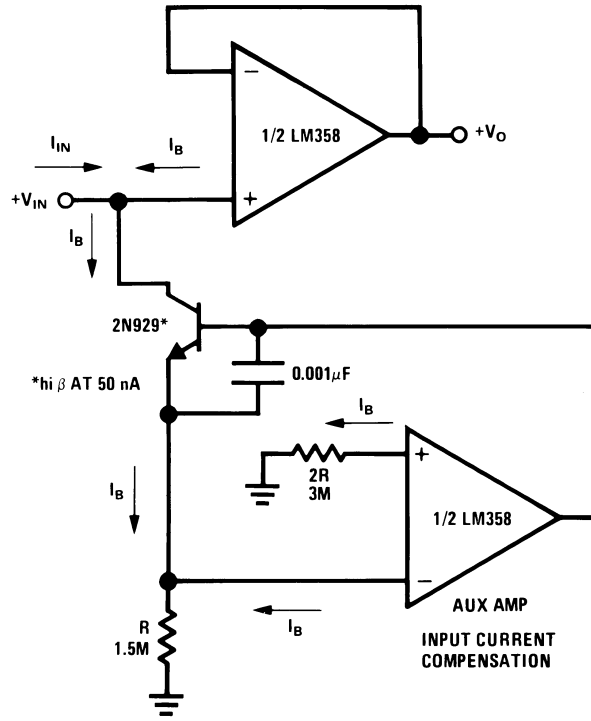 −
1/2 LM358
+V_O
I_IN
I_B
+
+V_IN
I_B
2N929*
*hi β AT 50 nA
0.001μF
I_B
+
2R
3M
1/2 LM358
I_B
−
I_B
AUX AMP
INPUT CURRENT
COMPENSATION
R
1.5M